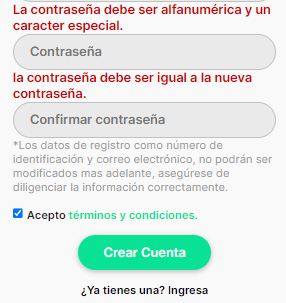 La contraseña debe ser alfanumérica y un
caracter especial.
Contraseña
la contraseña debe ser igual a la nueva
contraseña.
Confirmar contraseña
*Los datos de registro como número de
identificación y correo electrónico, no podrán ser
modificados mas adelante, asegúrese de
diligenciar la información correctamente.
Acepto términos y condiciones.
Crear Cuenta
¿Ya tienes una? Ingresa